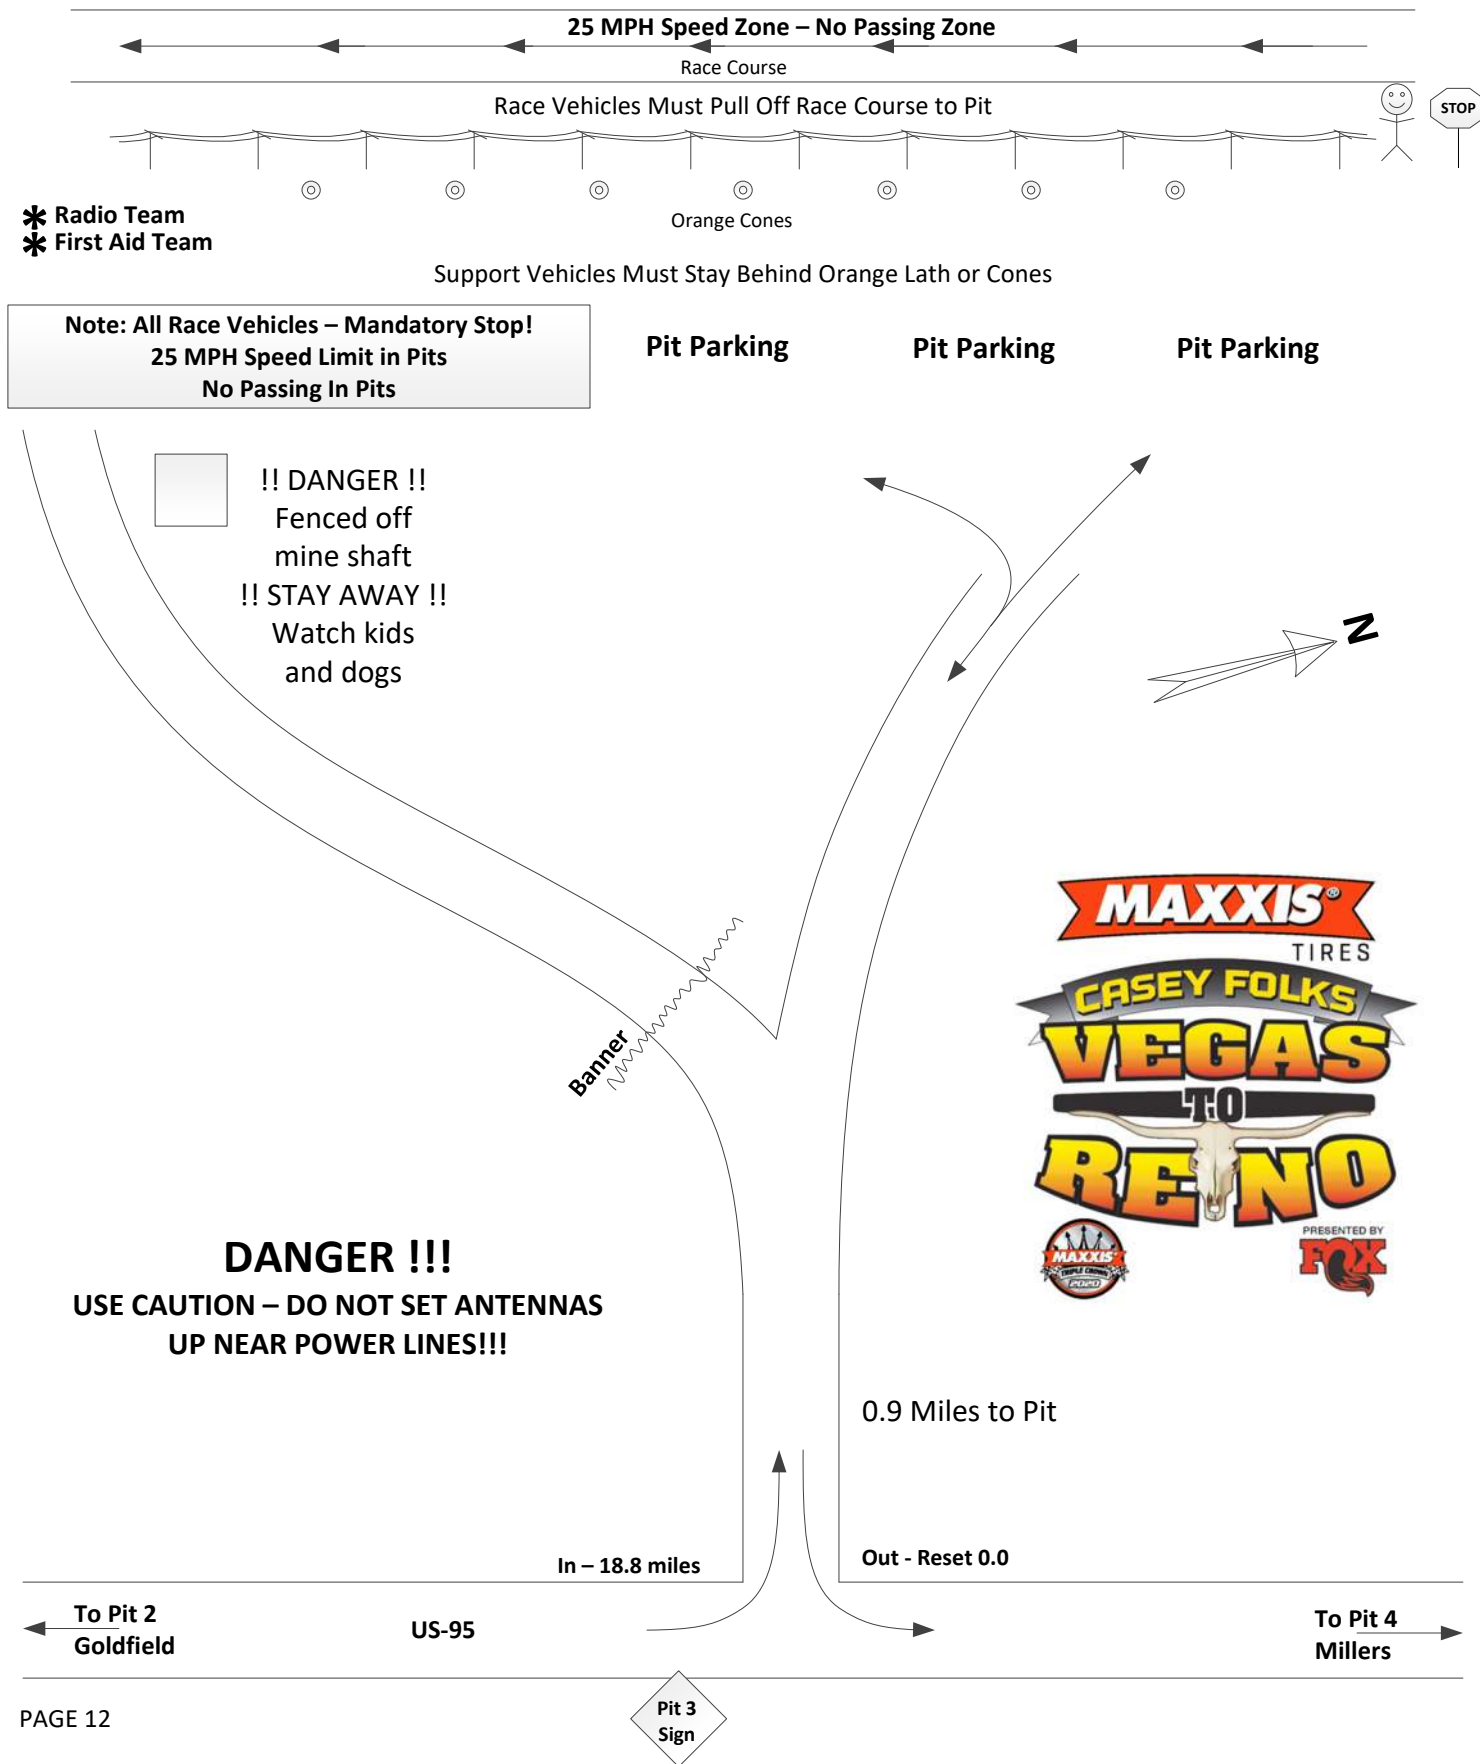 25 MPH Speed Zone – No Passing Zone
Race Course
Race Vehicles Must Pull Off Race Course to Pit
STOP
✱ Radio Team
✱ First Aid Team
Orange Cones
Support Vehicles Must Stay Behind Orange Lath or Cones
Note: All Race Vehicles – Mandatory Stop!
25 MPH Speed Limit in Pits
No Passing In Pits
Pit Parking
Pit Parking
Pit Parking
!! DANGER !!
Fenced off
mine shaft
!! STAY AWAY !!
Watch kids
and dogs
N
Banner
MAXXIS®
TIRES
CASEY FOLKS
VEGAS
TO
RENO
MAXXIS
TRIPLE CROWN
2020
PRESENTED BY
FOX
DANGER !!!
USE CAUTION – DO NOT SET ANTENNAS
UP NEAR POWER LINES!!!
0.9 Miles to Pit
In – 18.8 miles
Out - Reset 0.0
To Pit 2
Goldfield
US-95
To Pit 4
Millers
Pit 3
Sign
PAGE 12